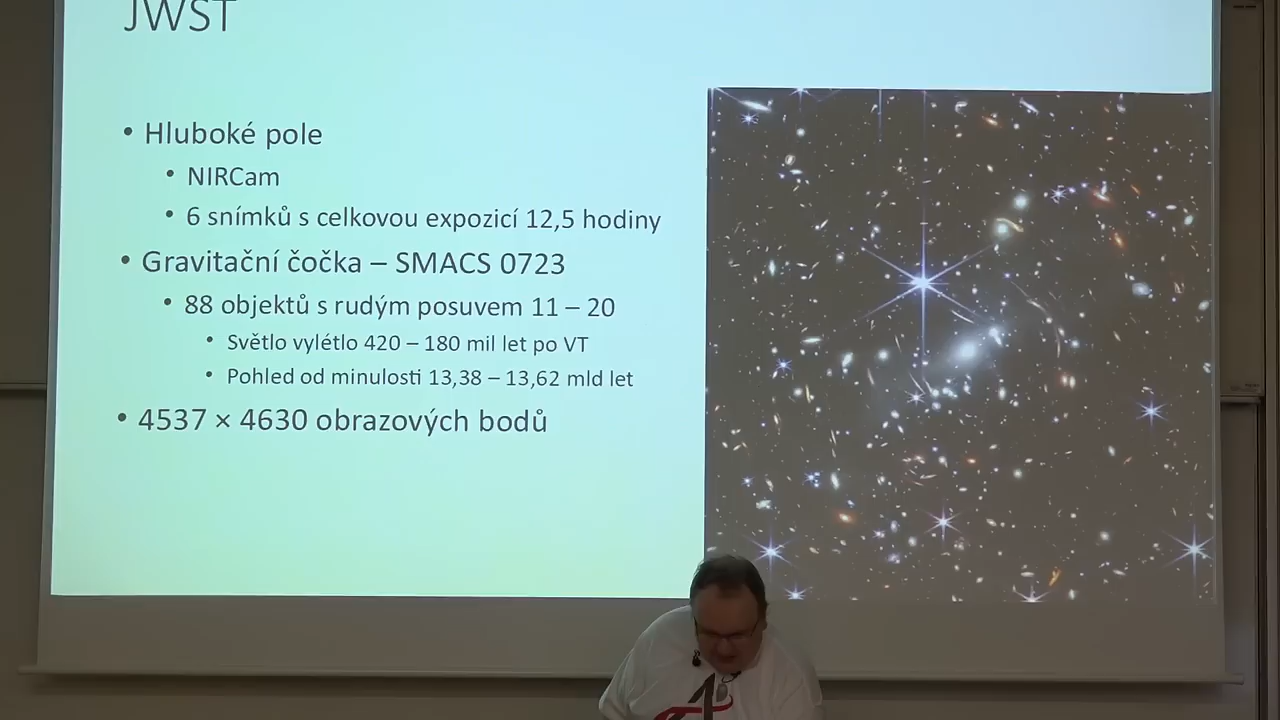 JWST
• Hluboké pole
• NIRCam
• 6 snímků s celkovou expozicí 12,5 hodiny
• Gravitační čočka – SMACS 0723
• 88 objektů s rudým posuvem 11 – 20
• Světlo vylétlo 420 – 180 mil let po VT
• Pohled od minulosti 13,38 – 13,62 mld let
• 4537 × 4630 obrazových bodů